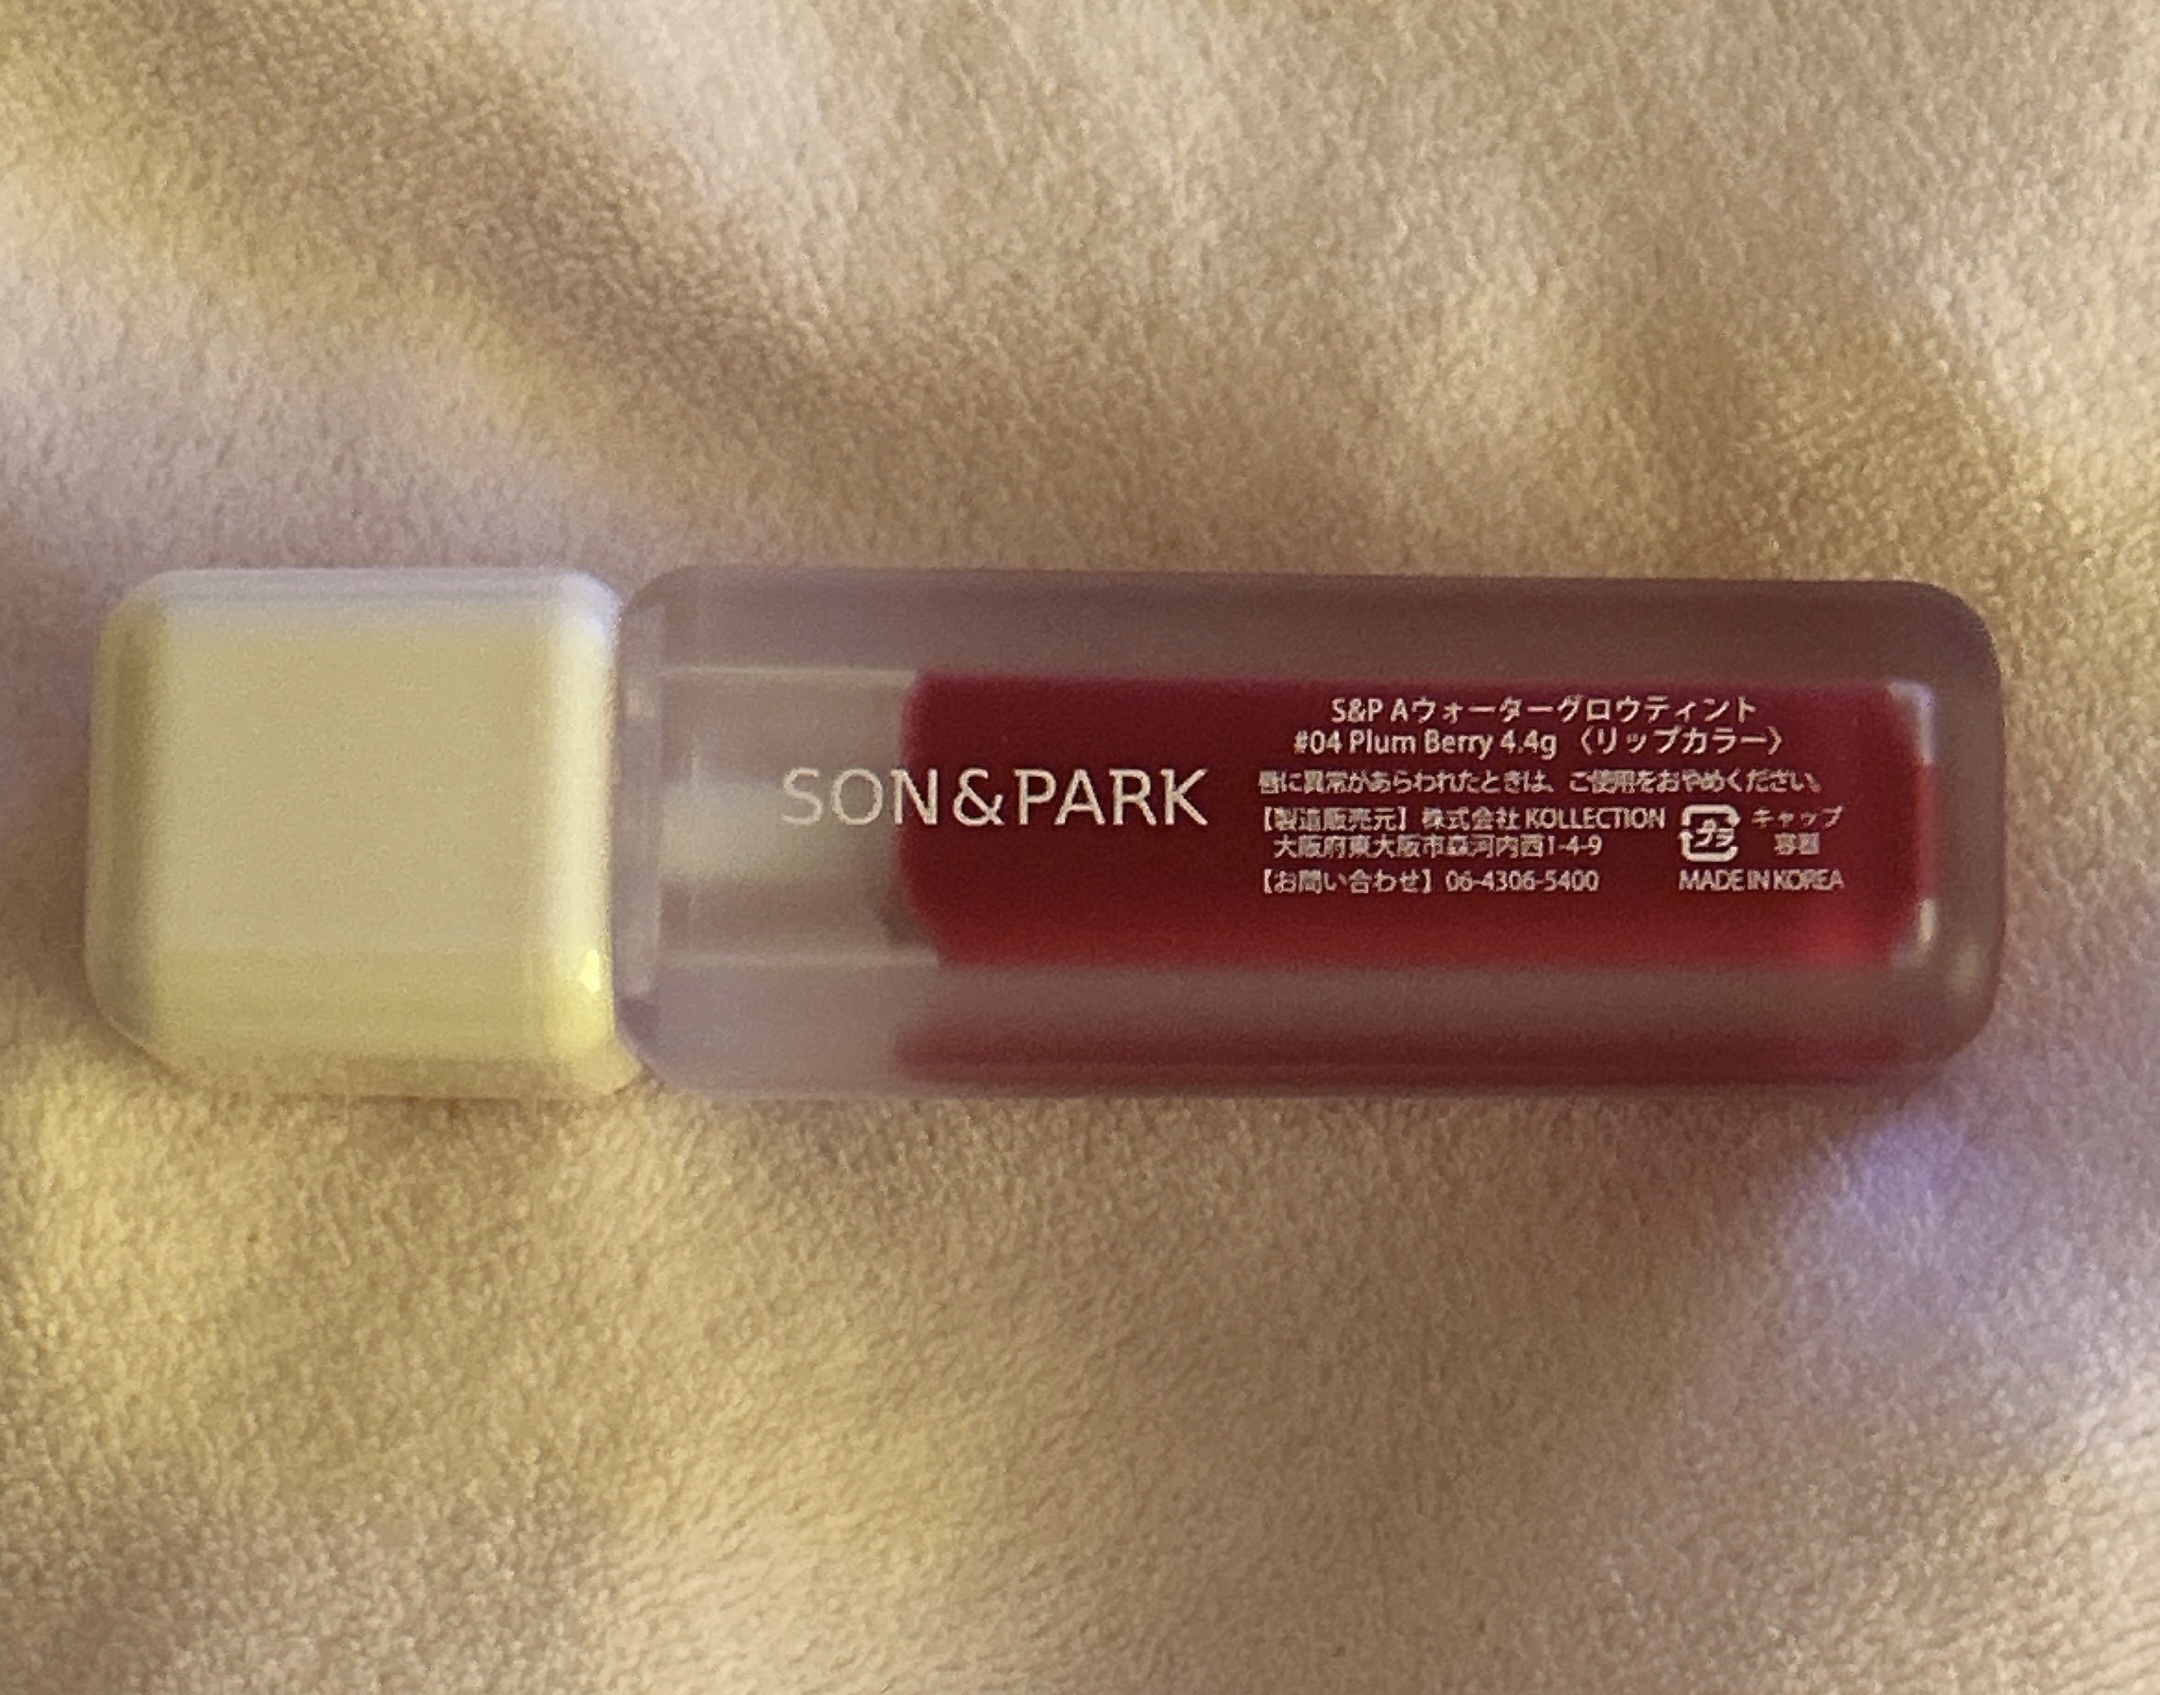 SON&PARK
S&P Aウォーターグロウティント
#04 Plum Berry 4.4g 〈リップカラー〉
唇に異常があらわれたときは、ご使用をおやめください。
【製造販売元】株式会社 KOLLECTION
大阪府東大阪市森河内西1-4-9
【お問い合わせ】06-4306-5400
プラ
キャップ
容器
MADE IN KOREA